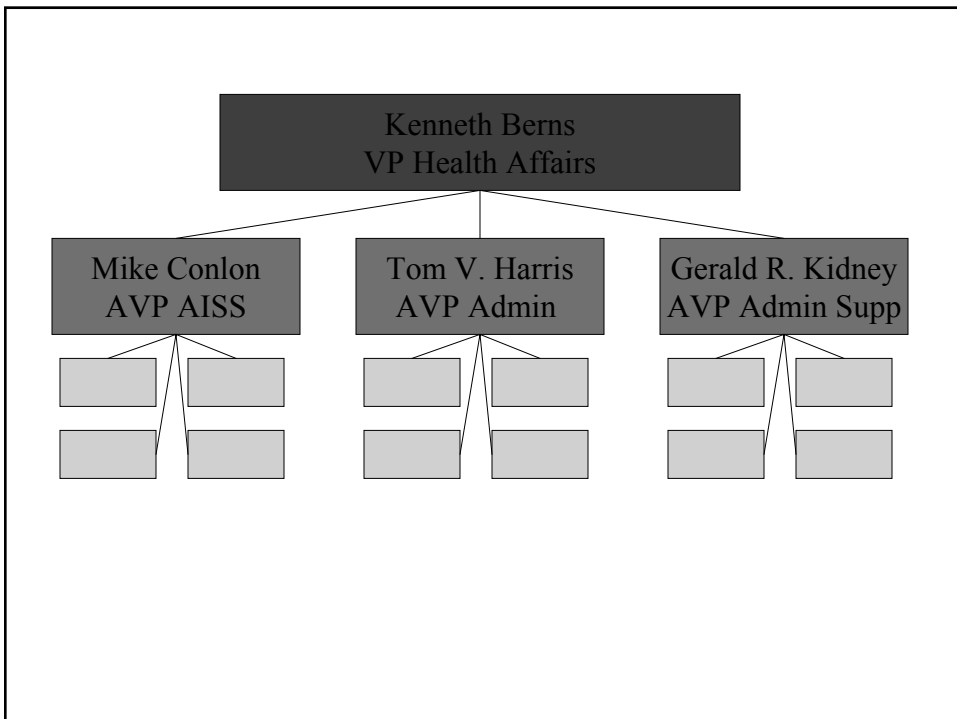 Kenneth Berns
VP Health Affairs
Mike Conlon
AVP AISS
Tom V. Harris
AVP Admin
Gerald R. Kidney
AVP Admin Supp